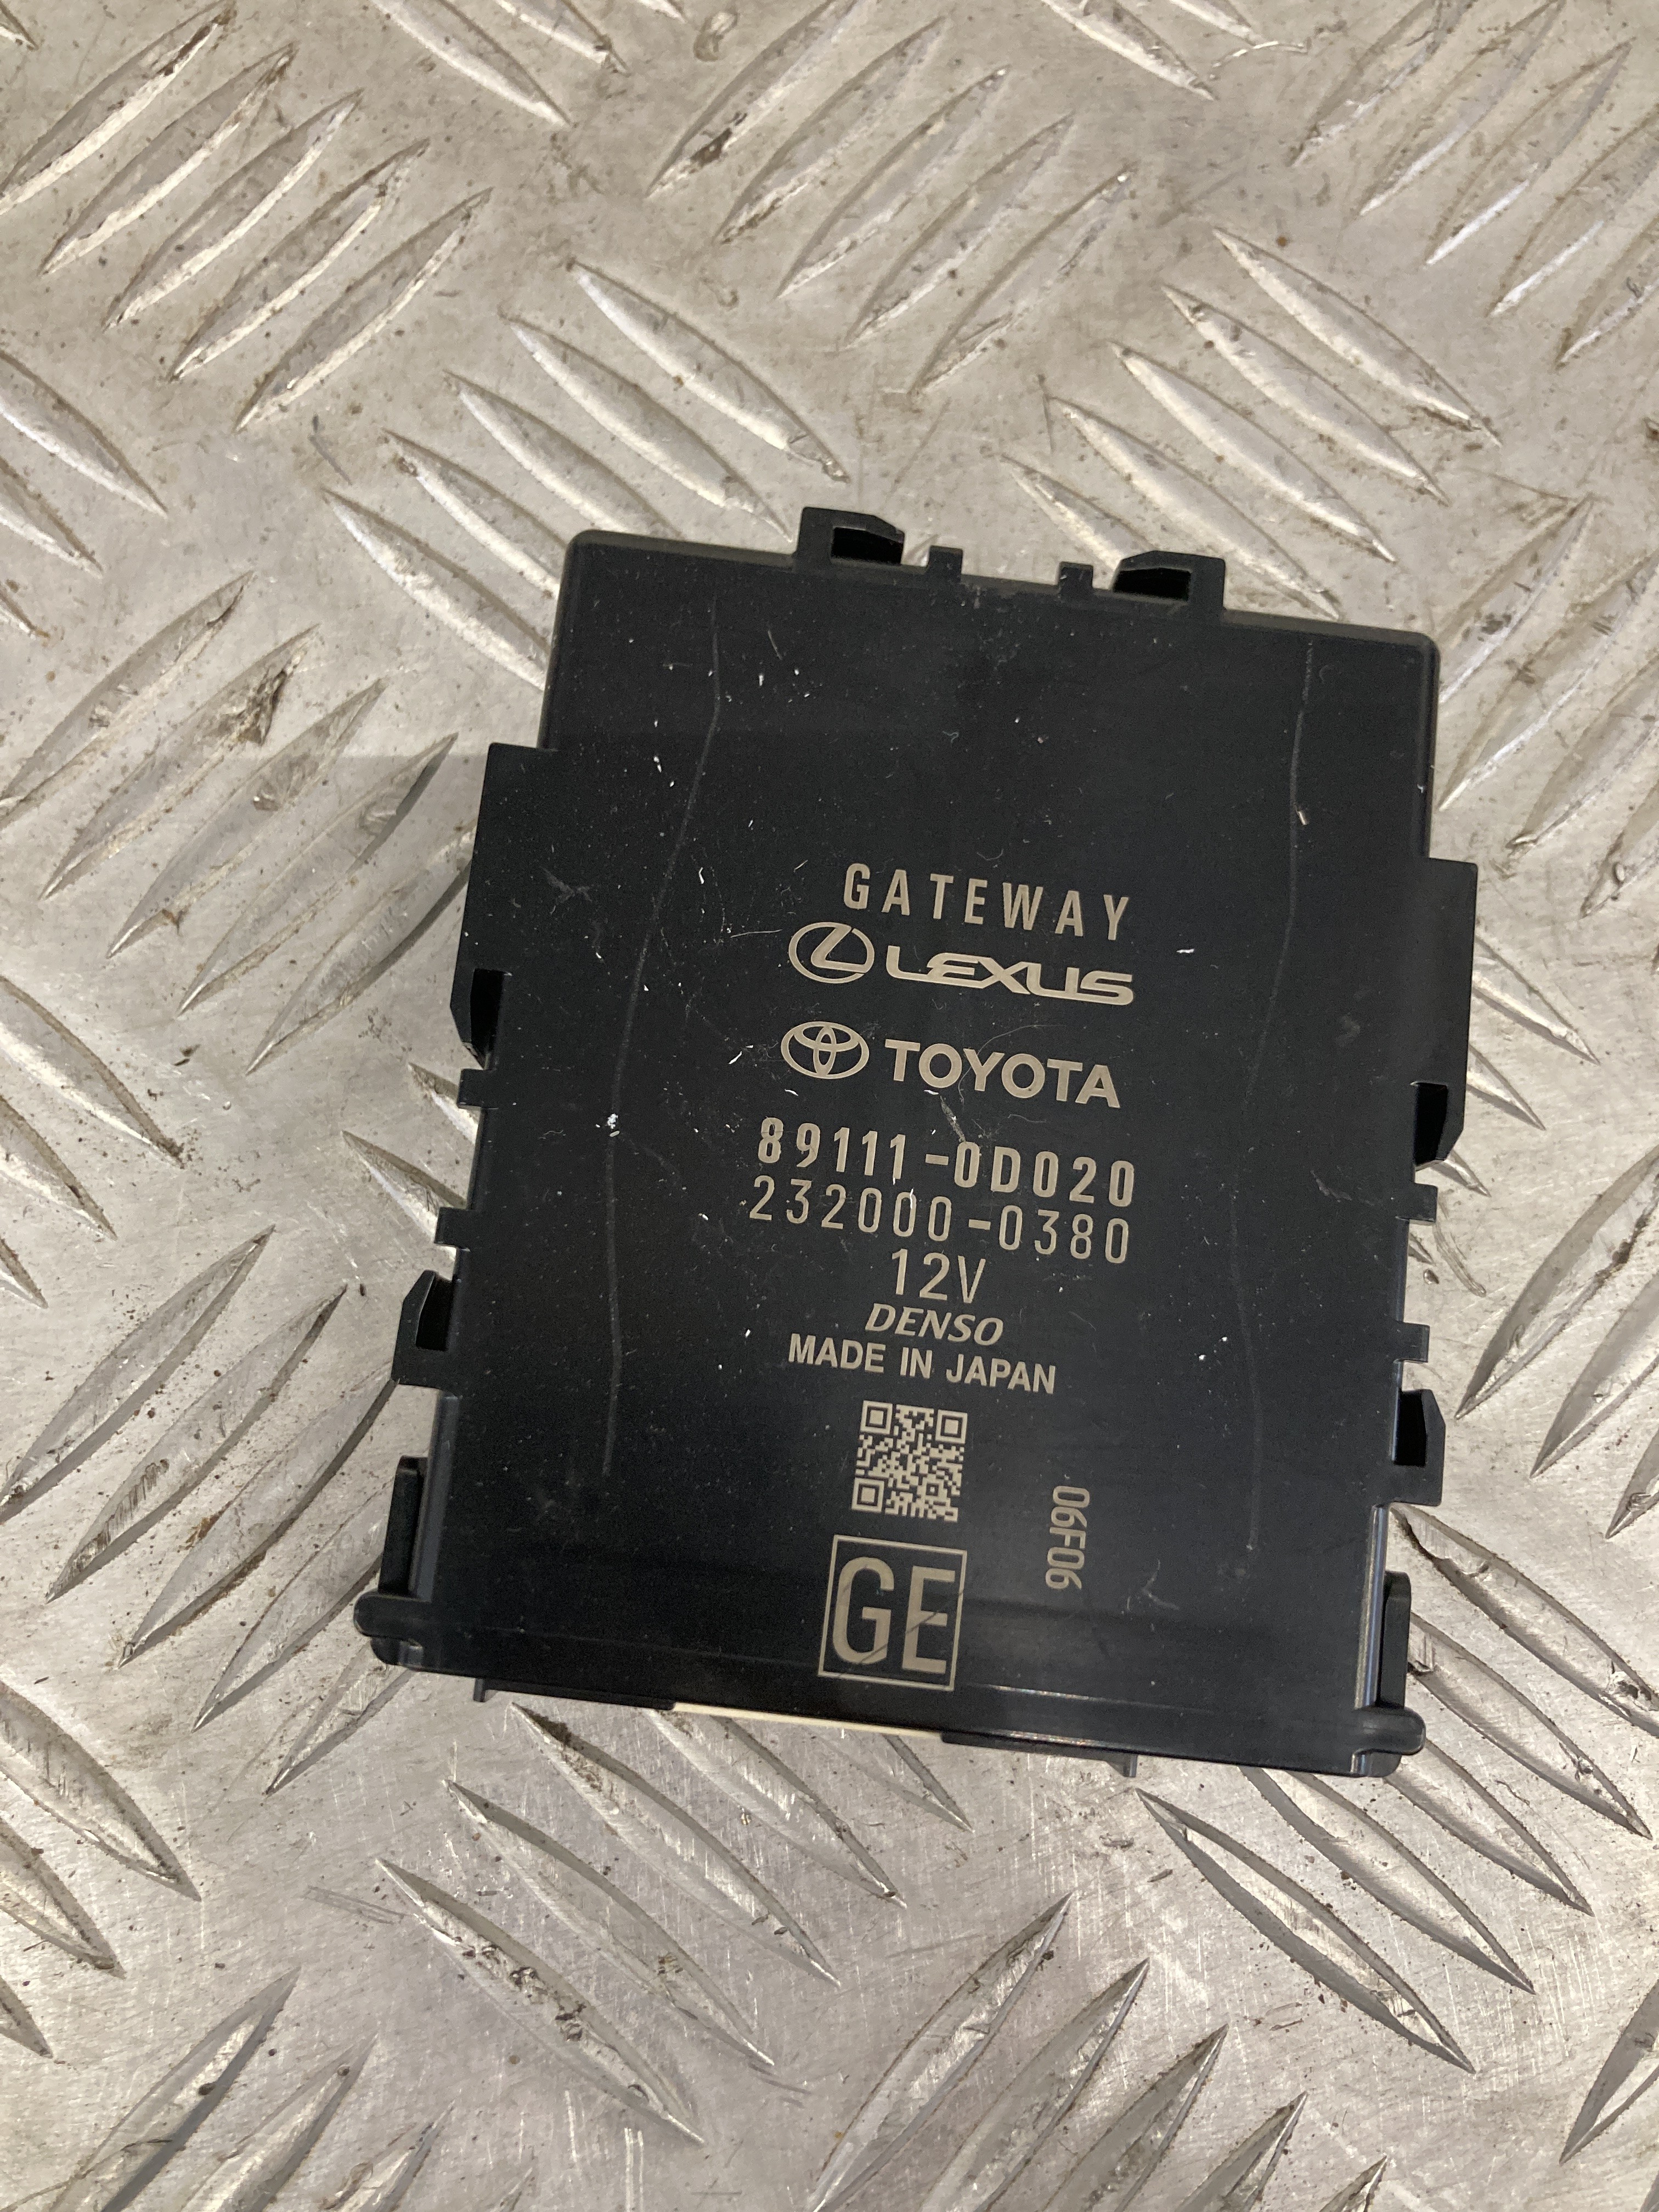 GATEWAY
LEXUS
TOYOTA
89111-0D020
232000-0380
12V
DENSO
MADE IN JAPAN
06F06
GE